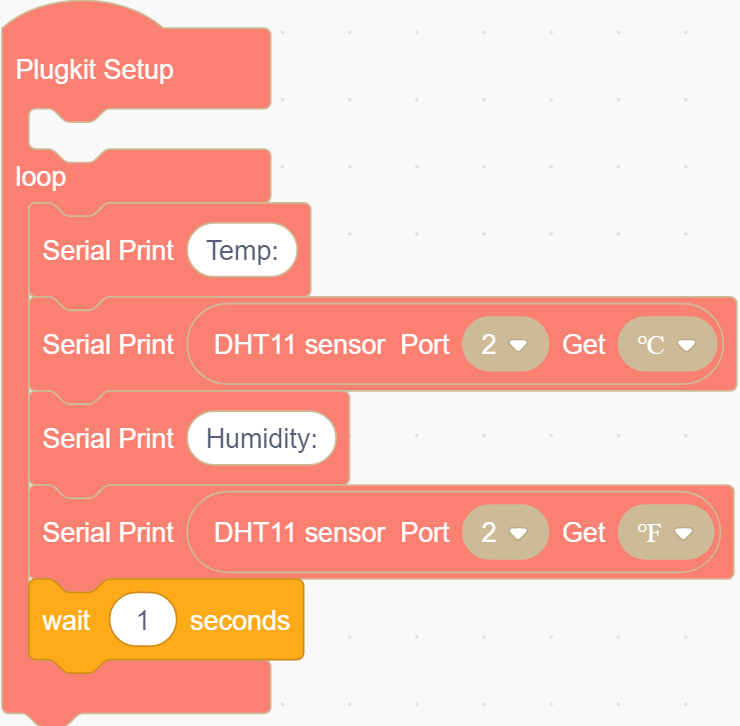 Plugkit Setup
loop
Serial Print Temp:
Serial Print DHT11 sensor Port 2 Get ℃
Serial Print Humidity:
Serial Print DHT11 sensor Port 2 Get ℉
wait 1 seconds